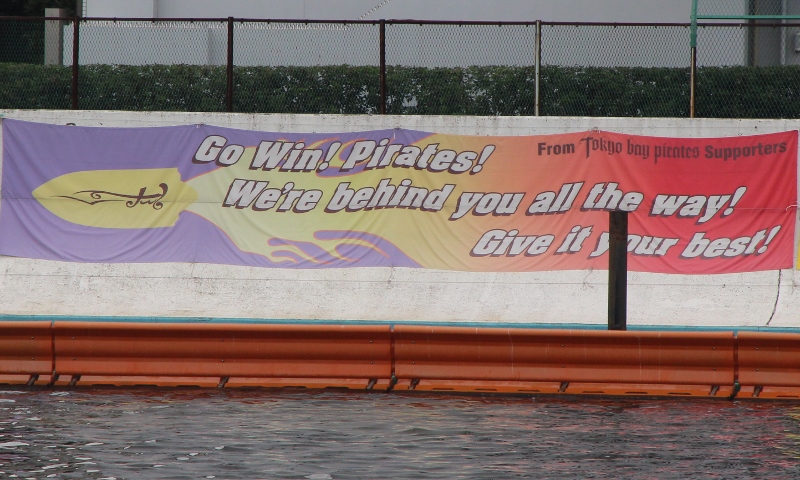 Go Win! Pirates!
From Tokyo bay pirates Supporters
We're behind you all the way!
Give it your best!